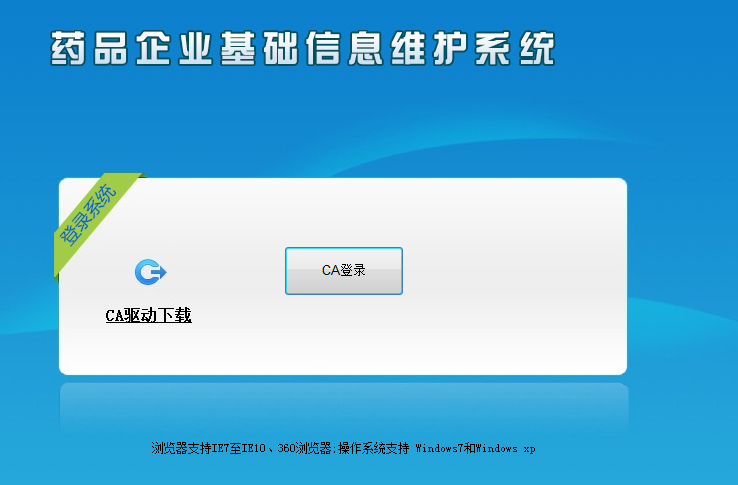 药品企业基础信息维护系统
登录系统
CA登录
CA驱动下载
浏览器支持IE7至IE10、360浏览器;操作系统支持 Windows7和Windows xp